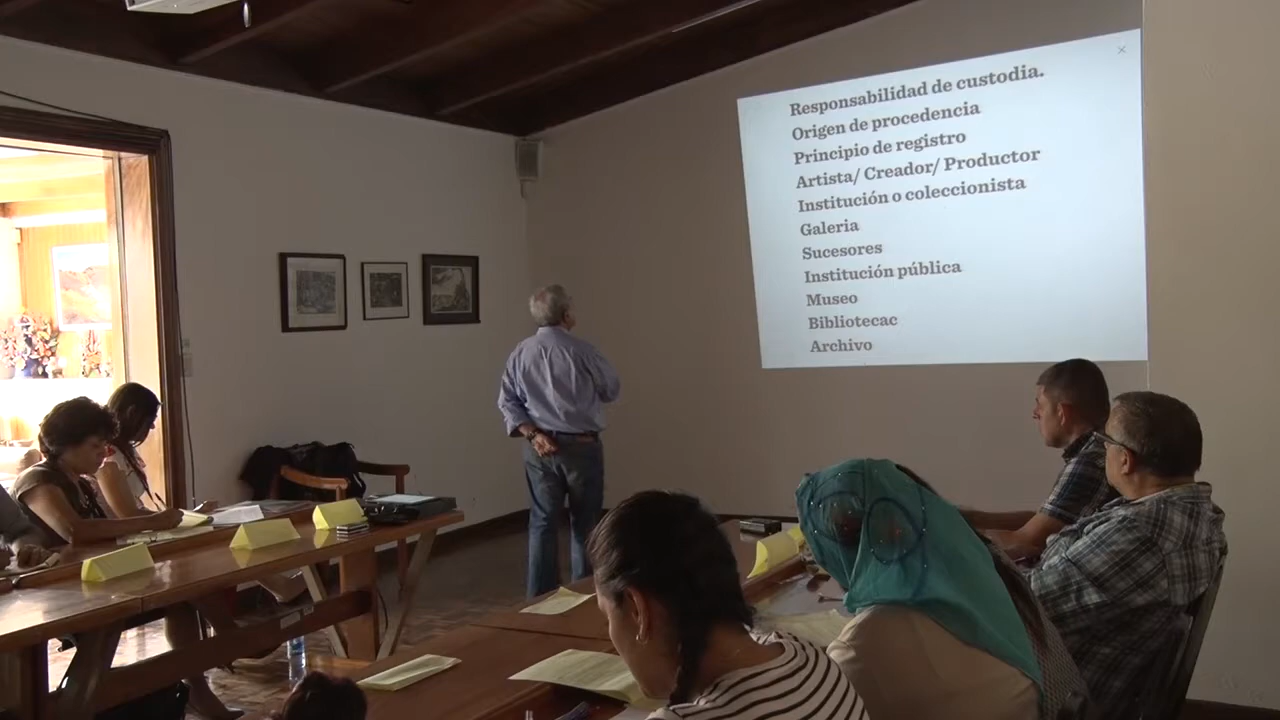 Responsabilidad de custodia.
Origen de procedencia
Principio de registro
Artista/ Creador/ Productor
Institución o coleccionista
Galeria
Sucesores
Institución pública
Museo
Bibliotecac
Archivo